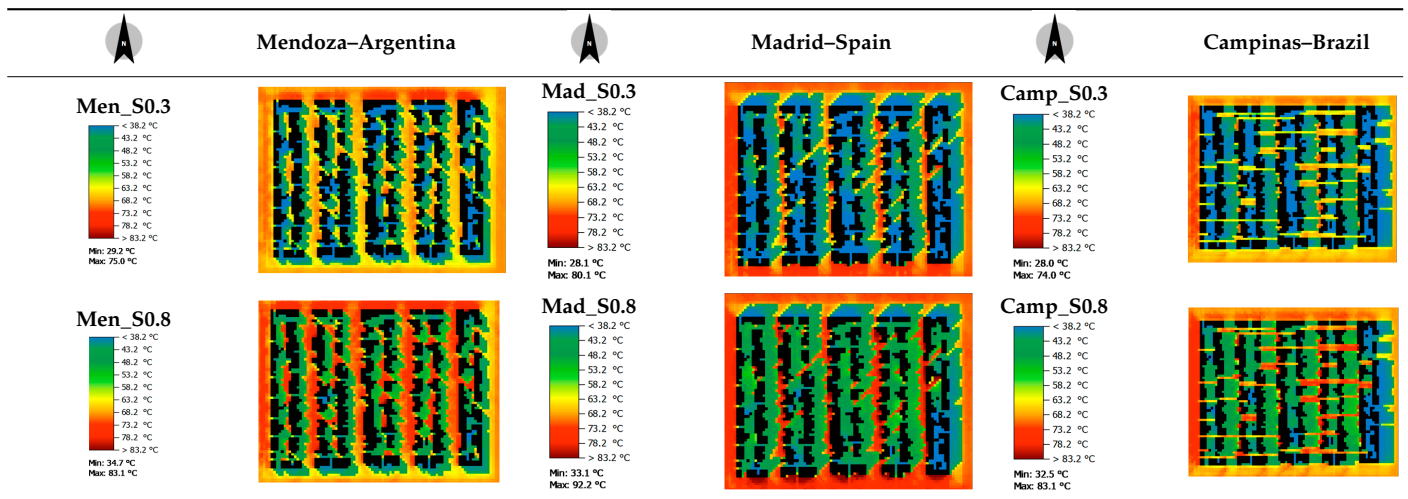 N
Mendoza–Argentina
N
Madrid–Spain
N
Campinas–Brazil
Men_S0.3
< 38.2 °C
43.2 °C
48.2 °C
53.2 °C
58.2 °C
63.2 °C
68.2 °C
73.2 °C
78.2 °C
> 83.2 °C
Min: 29.2 °C
Max: 75.0 °C
Mad_S0.3
< 38.2 °C
43.2 °C
48.2 °C
53.2 °C
58.2 °C
63.2 °C
68.2 °C
73.2 °C
78.2 °C
> 83.2 °C
Min: 28.1 °C
Max: 80.1 °C
Camp_S0.3
< 38.2 °C
43.2 °C
48.2 °C
53.2 °C
58.2 °C
63.2 °C
68.2 °C
73.2 °C
78.2 °C
> 83.2 °C
Min: 28.0 °C
Max: 74.0 °C
Men_S0.8
< 38.2 °C
43.2 °C
48.2 °C
53.2 °C
58.2 °C
63.2 °C
68.2 °C
73.2 °C
78.2 °C
> 83.2 °C
Min: 34.7 °C
Max: 83.1 °C
Mad_S0.8
< 38.2 °C
43.2 °C
48.2 °C
53.2 °C
58.2 °C
63.2 °C
68.2 °C
73.2 °C
78.2 °C
> 83.2 °C
Min: 33.1 °C
Max: 92.2 °C
Camp_S0.8
< 38.2 °C
43.2 °C
48.2 °C
53.2 °C
58.2 °C
63.2 °C
68.2 °C
73.2 °C
78.2 °C
> 83.2 °C
Min: 32.5 °C
Max: 83.1 °C